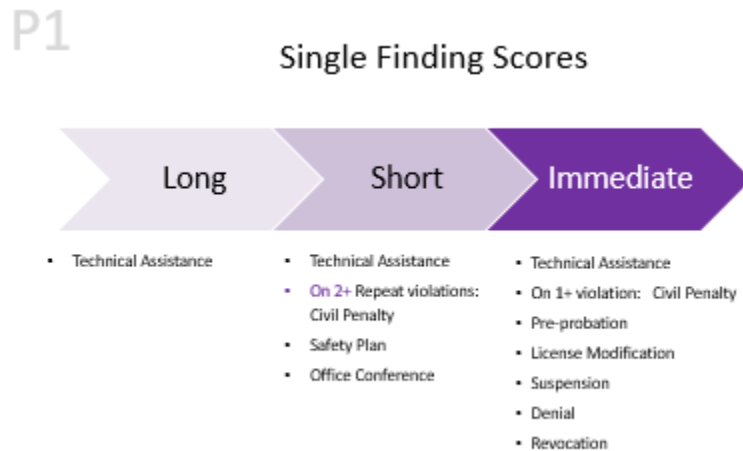 P1
Single Finding Scores
Long
Short
Immediate
▪ Technical Assistance
▪ Technical Assistance
▪ On 2+ Repeat violations:
Civil Penalty
▪ Safety Plan
▪ Office Conference
▪ Technical Assistance
▪ On 1+ violation: Civil Penalty
▪ Pre-probation
▪ License Modification
▪ Suspension
▪ Denial
▪ Revocation